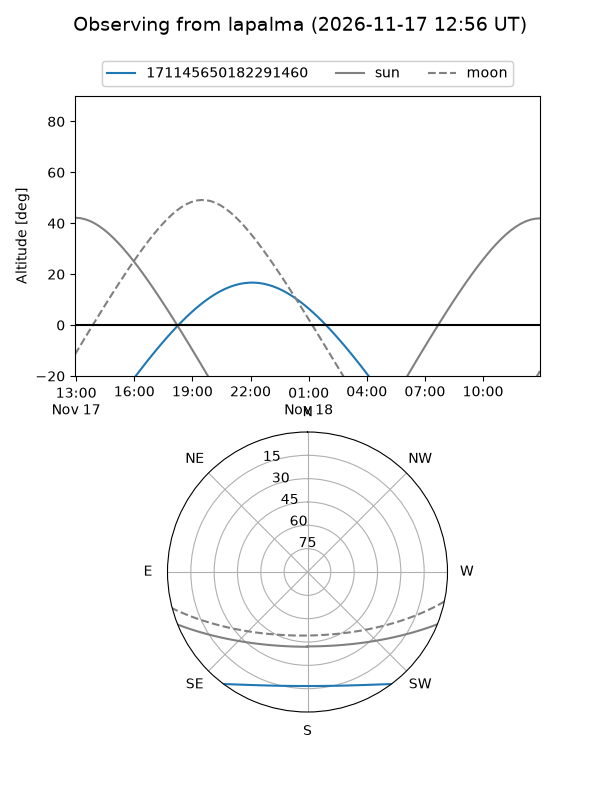 Observing from lapalma (2026-11-17 12:56 UT)
171145650182291460 sun moon
Altitude [deg]
80
60
40
20
0
−20
13:00 16:00 19:00 22:00 01:00 04:00 07:00 10:00
Nov 17 Nov 18
N
NE NW
15
30
45
60
75
E W
SE SW
S